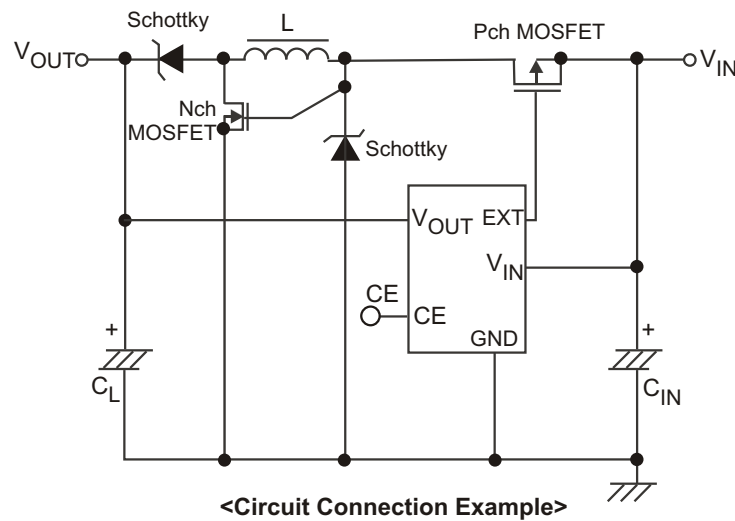 Schottky
L
Pch MOSFET
VOUT
VIN
Nch
MOSFET
Schottky
VOUT
EXT
VIN
CE
CE
GND
+
CL
+
CIN
<Circuit Connection Example>